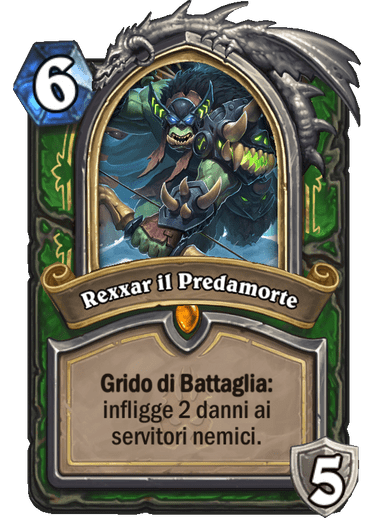 6
Rexxar il Predamorte
Grido di Battaglia:
infligge 2 danni ai
servitori nemici.
5